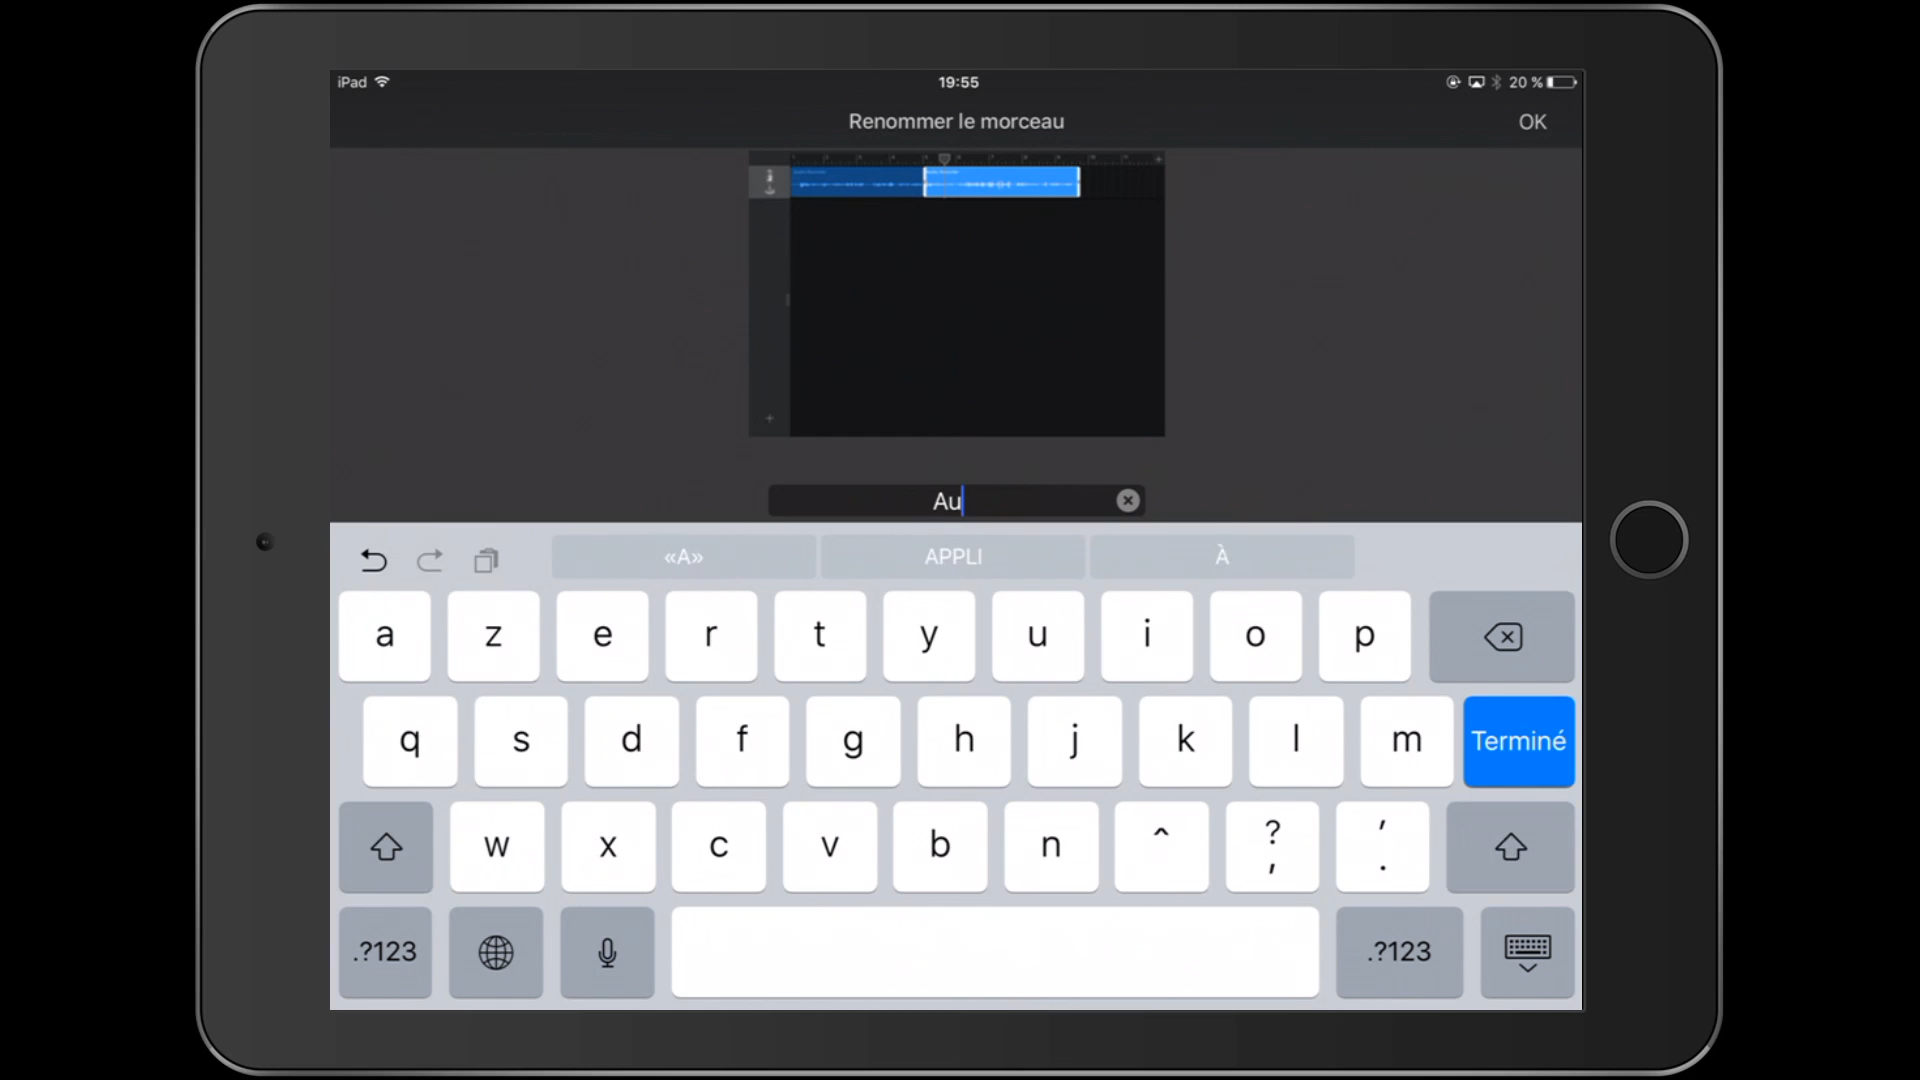 iPad 19:55 20 %
Renommer le morceau OK
Au
«A» APPLI À
a z e r t y u i o p
q s d f g h j k l m Terminé
w x c v b n ^ ? , ' .
.?123 .?123